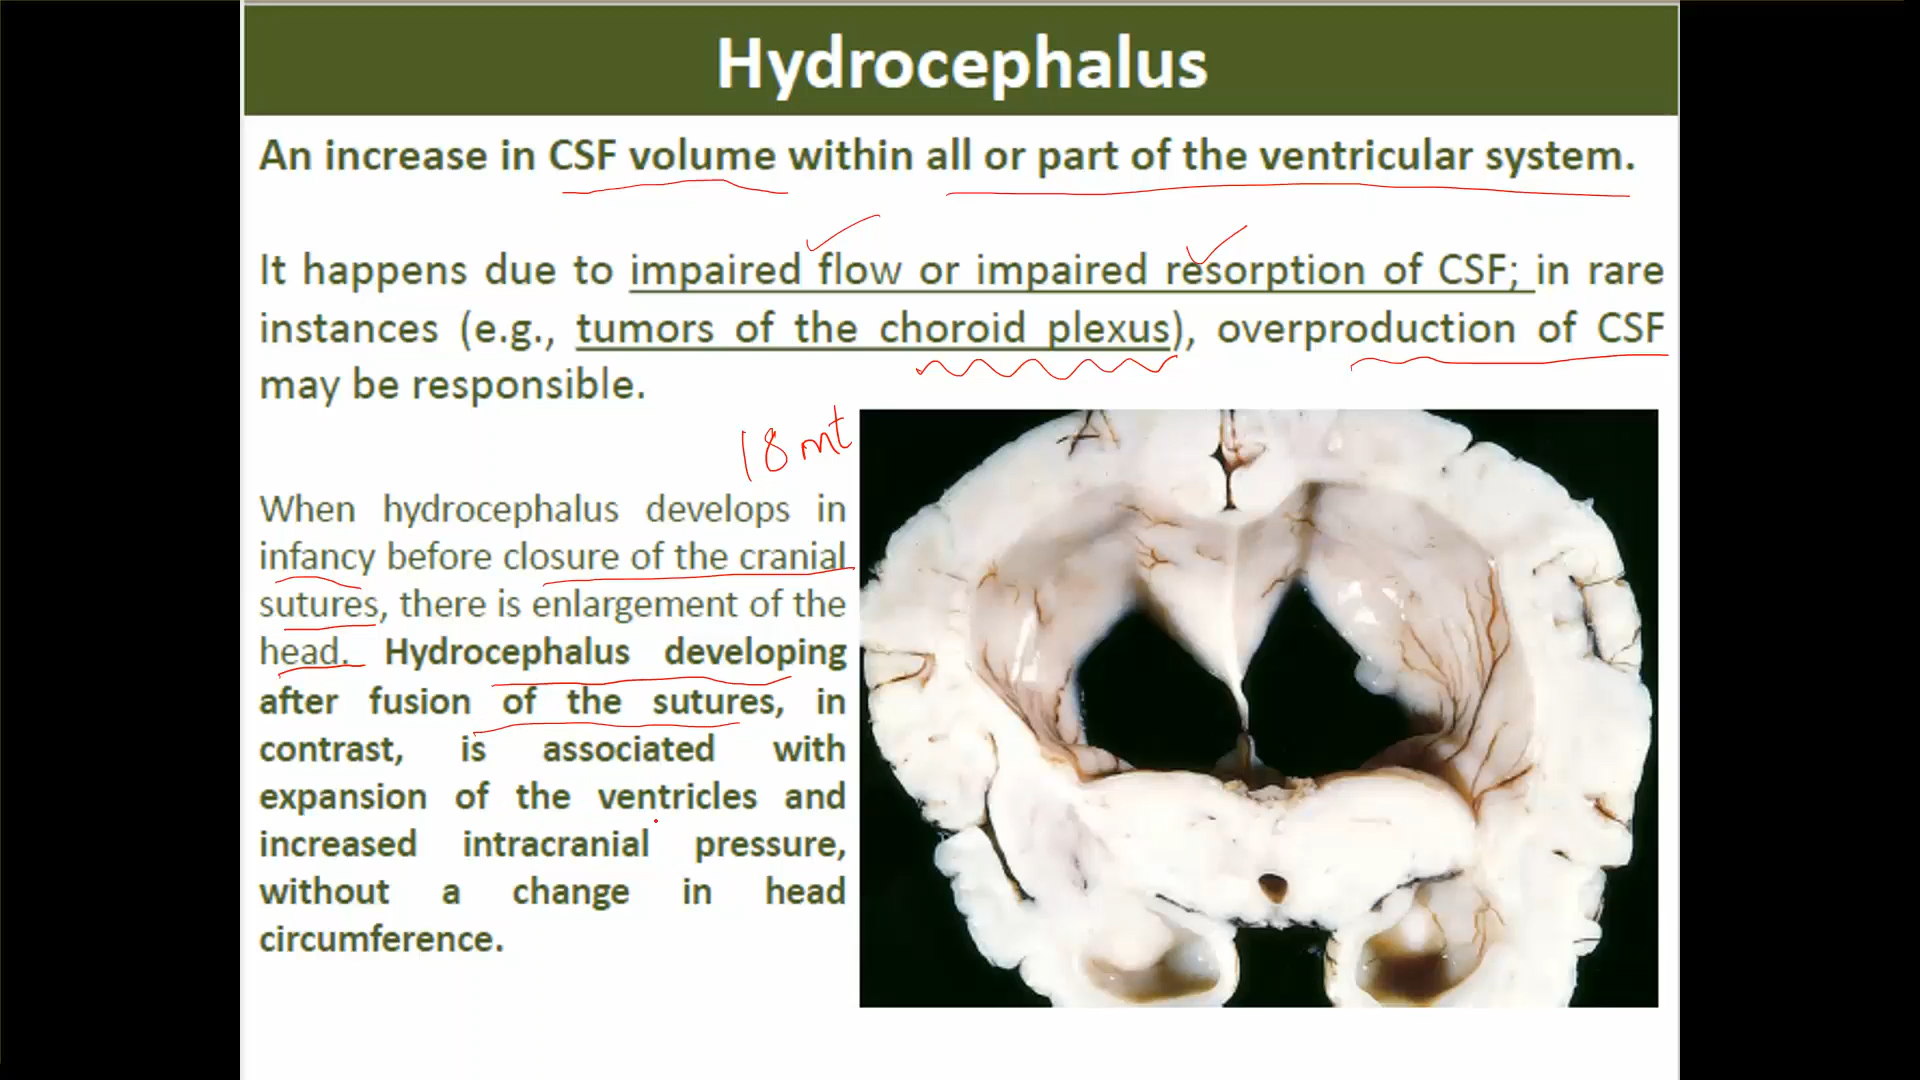 Hydrocephalus
An increase in CSF volume within all or part of the ventricular system.
It happens due to impaired flow or impaired resorption of CSF; in rare
instances (e.g., tumors of the choroid plexus), overproduction of CSF
may be responsible.
18 mt
When hydrocephalus develops in
infancy before closure of the cranial
sutures, there is enlargement of the
head. Hydrocephalus developing
after fusion of the sutures, in
contrast, is associated with
expansion of the ventricles and
increased intracranial pressure,
without a change in head
circumference.